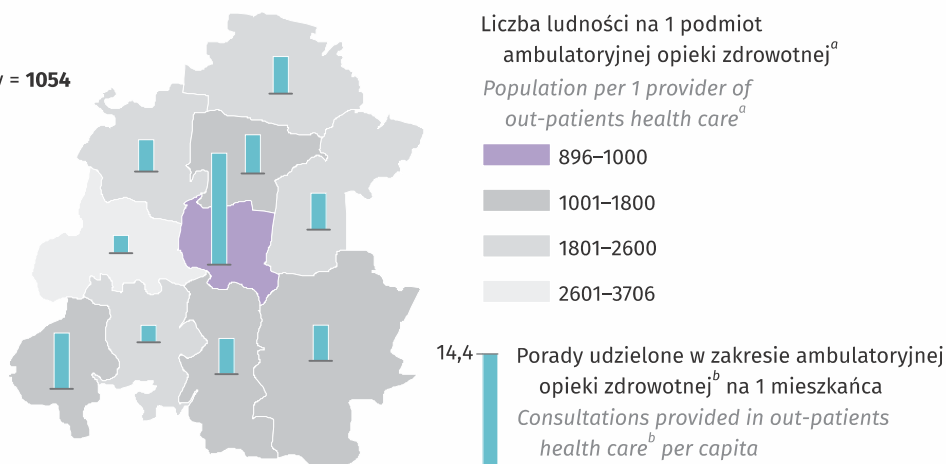 = 1054
Liczba ludności na 1 podmiot
ambulatoryjnej opieki zdrowotnej a
Population per 1 provider of
out-patients health care a
896–1000
1001–1800
1801–2600
2601–3706
14,4
Porady udzielone w zakresie ambulatoryjnej
opieki zdrowotnej b na 1 mieszkańca
Consultations provided in out-patients
health care b per capita